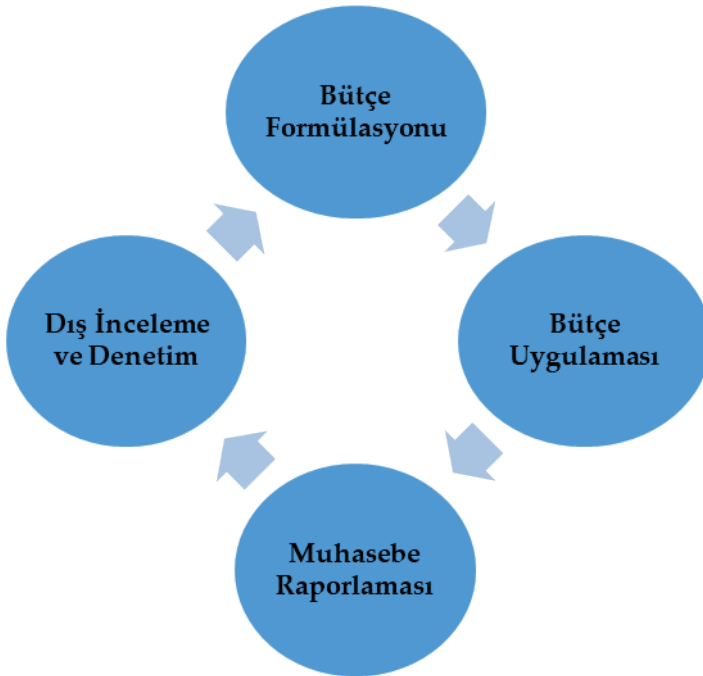 Bütçe
Formülasyonu
Dış İnceleme
ve Denetim
Bütçe
Uygulaması
Muhasebe
Raporlaması